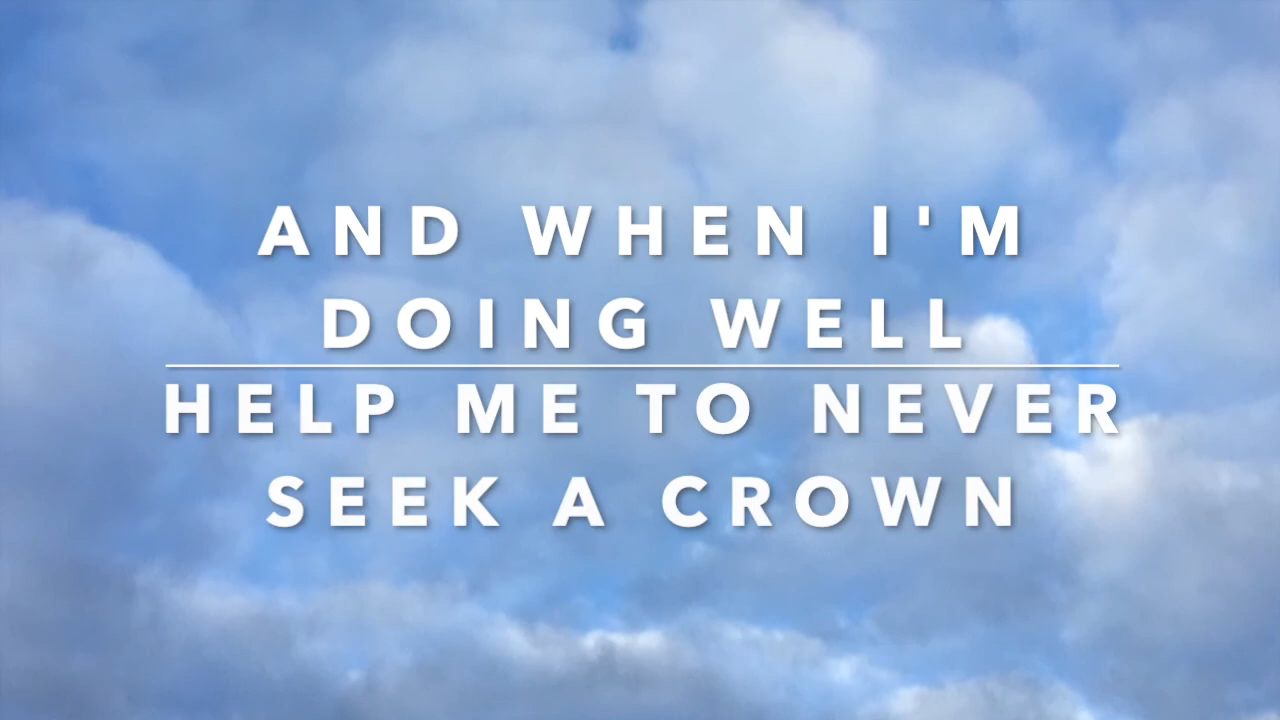 AND WHEN I'M
DOING WELL
HELP ME TO NEVER
SEEK A CROWN